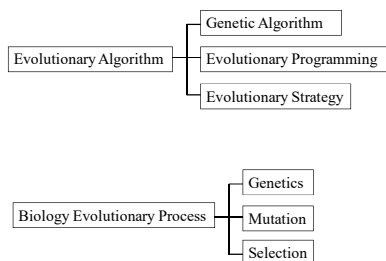 Genetic Algorithm
Evolutionary Algorithm
Evolutionary Programming
Evolutionary Strategy
Genetics
Biology Evolutionary Process
Mutation
Selection